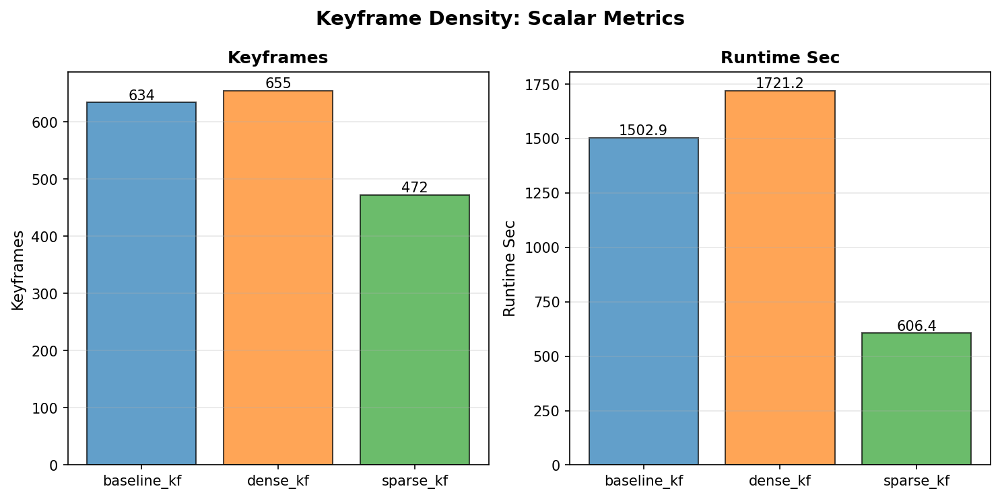 Keyframe Density: Scalar Metrics
Keyframes
634
655
472
600
500
400
300
200
100
0
Keyframes
baseline_kf
dense_kf
sparse_kf
Runtime Sec
1502.9
1721.2
606.4
1750
1500
1250
1000
750
500
250
0
Runtime Sec
baseline_kf
dense_kf
sparse_kf